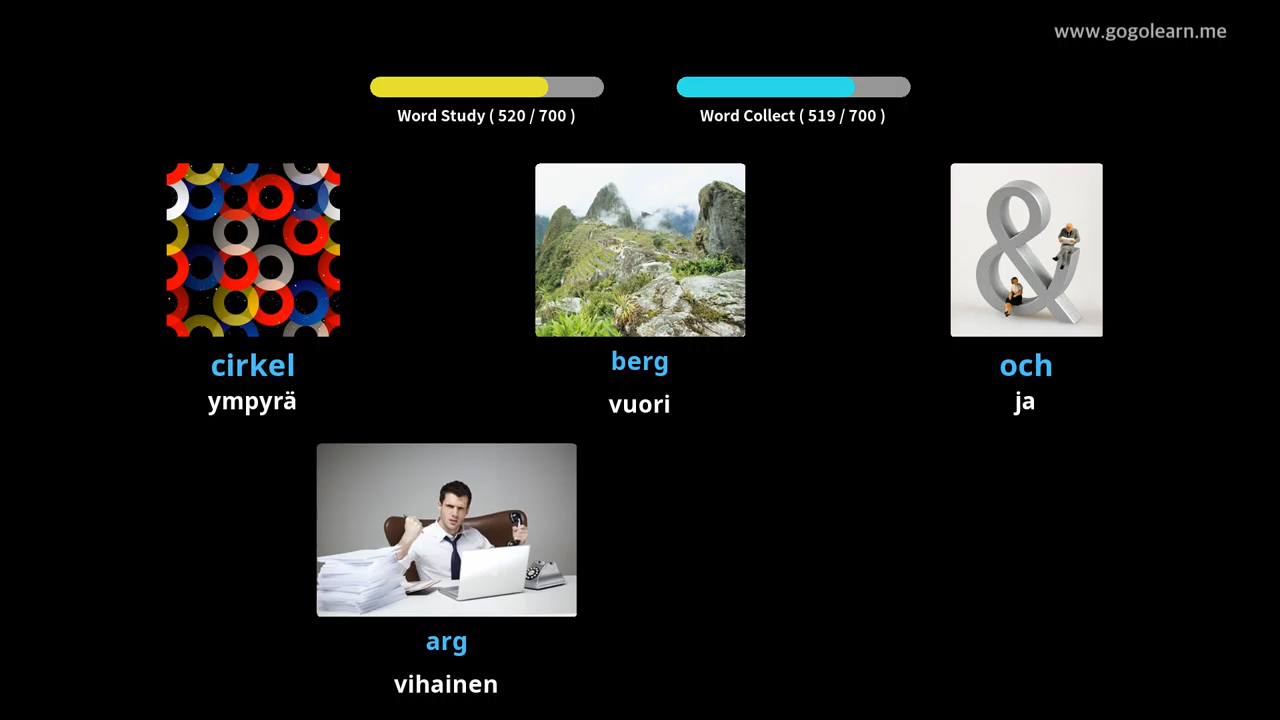 www.gogolearn.me
Word Study ( 520 / 700 )
Word Collect ( 519 / 700 )
cirkel
ympyrä
berg
vuori
&
och
ja
arg
vihainen